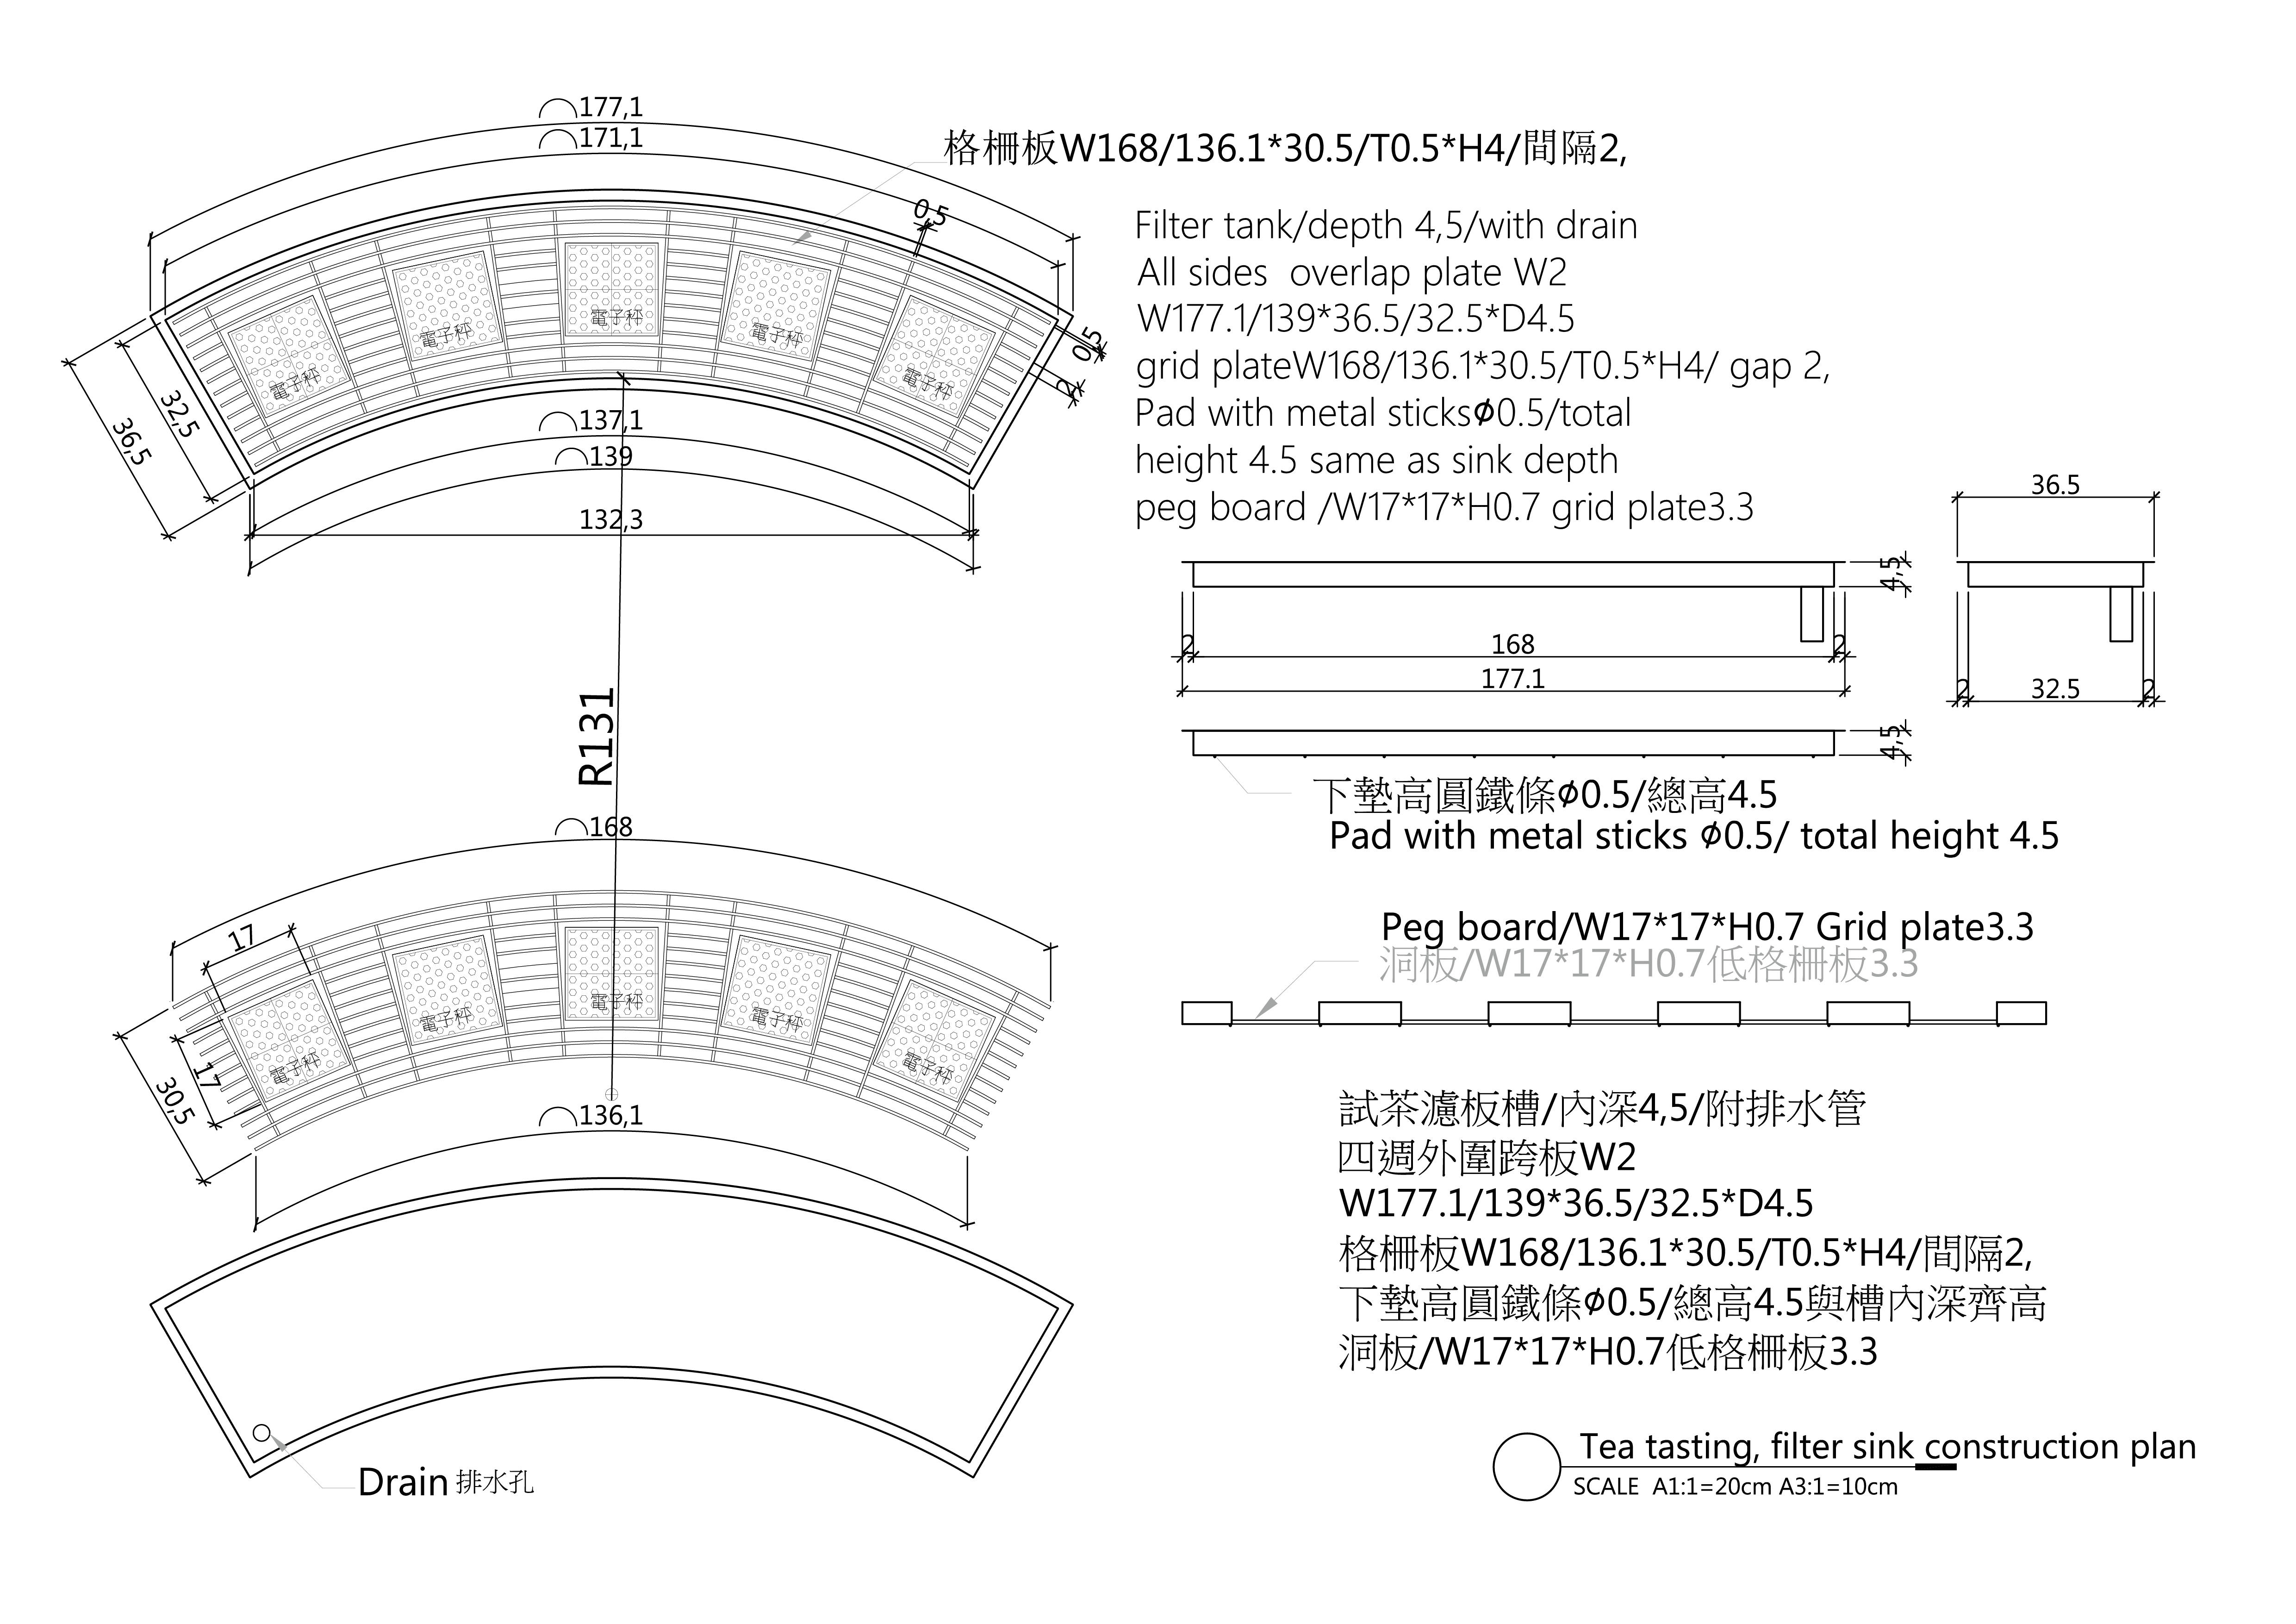 177,1
171,1
格柵板W168/136.1*30.5/T0.5*H4/間隔2,
0,5
電子秤
電子秤
電子秤
電子秤
電子秤
0,5
2
32,5
36,5
137,1
139
132,3
R131
Filter tank/depth 4,5/with drain
All sides overlap plate W2
W177.1/139*36.5/32.5*D4.5
grid plateW168/136.1*30.5/T0.5*H4/ gap 2,
Pad with metal sticksϕ0.5/total
height 4.5 same as sink depth
peg board /W17*17*H0.7 grid plate3.3
36.5
4,5
2
168
2
177.1
2
32.5
2
4,5
下墊高圓鐵條ϕ0.5/總高4.5
Pad with metal sticks ϕ0.5/ total height 4.5
168
17
17
30,5
電子秤
電子秤
電子秤
電子秤
電子秤
136,1
Peg board/W17*17*H0.7 Grid plate3.3
洞板/W17*17*H0.7低格柵板3.3
試茶濾板槽/內深4,5/附排水管
四週外圍跨板W2
W177.1/139*36.5/32.5*D4.5
格柵板W168/136.1*30.5/T0.5*H4/間隔2,
下墊高圓鐵條ϕ0.5/總高4.5與槽內深齊高
洞板/W17*17*H0.7低格柵板3.3
Drain 排水孔
Tea tasting, filter sink construction plan
SCALE A1:1=20cm A3:1=10cm